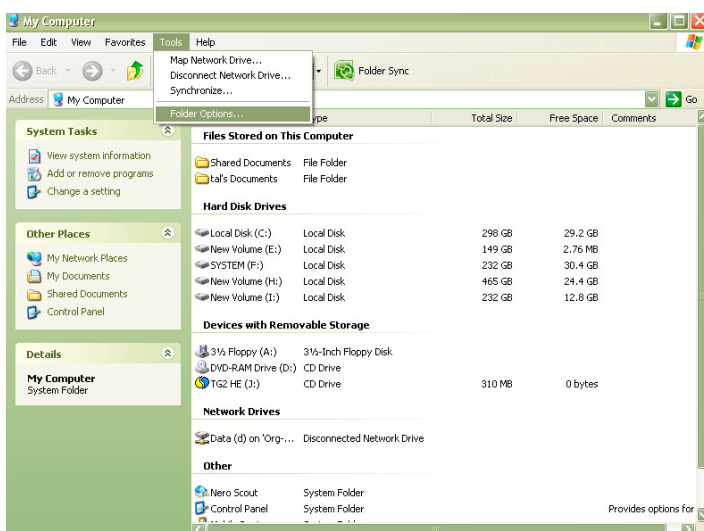 My Computer
File Edit View Favorites Tools Help
Back Folder Sync
Map Network Drive...
Disconnect Network Drive...
Synchronize...
Folder Options...
Address My Computer Go
Total Size Free Space Comments
System Tasks
View system information
Add or remove programs
Change a setting
Other Places
My Network Places
My Documents
Shared Documents
Control Panel
Details
My Computer
System Folder
Files Stored on This Computer
Shared Documents File Folder
tal's Documents File Folder
Hard Disk Drives
Local Disk (C:) Local Disk 298 GB 29.2 GB
New Volume (E:) Local Disk 149 GB 2.76 MB
SYSTEM (F:) Local Disk 232 GB 30.4 GB
New Volume (H:) Local Disk 465 GB 24.4 GB
New Volume (I:) Local Disk 232 GB 12.8 GB
Devices with Removable Storage
3½ Floppy (A:) 3½-Inch Floppy Disk
DVD-RAM Drive (D:) CD Drive
TG2 HE (J:) CD Drive 310 MB 0 bytes
Network Drives
Data (d) on 'Org-... Disconnected Network Drive
Other
Nero Scout System Folder
Control Panel System Folder Provides options for